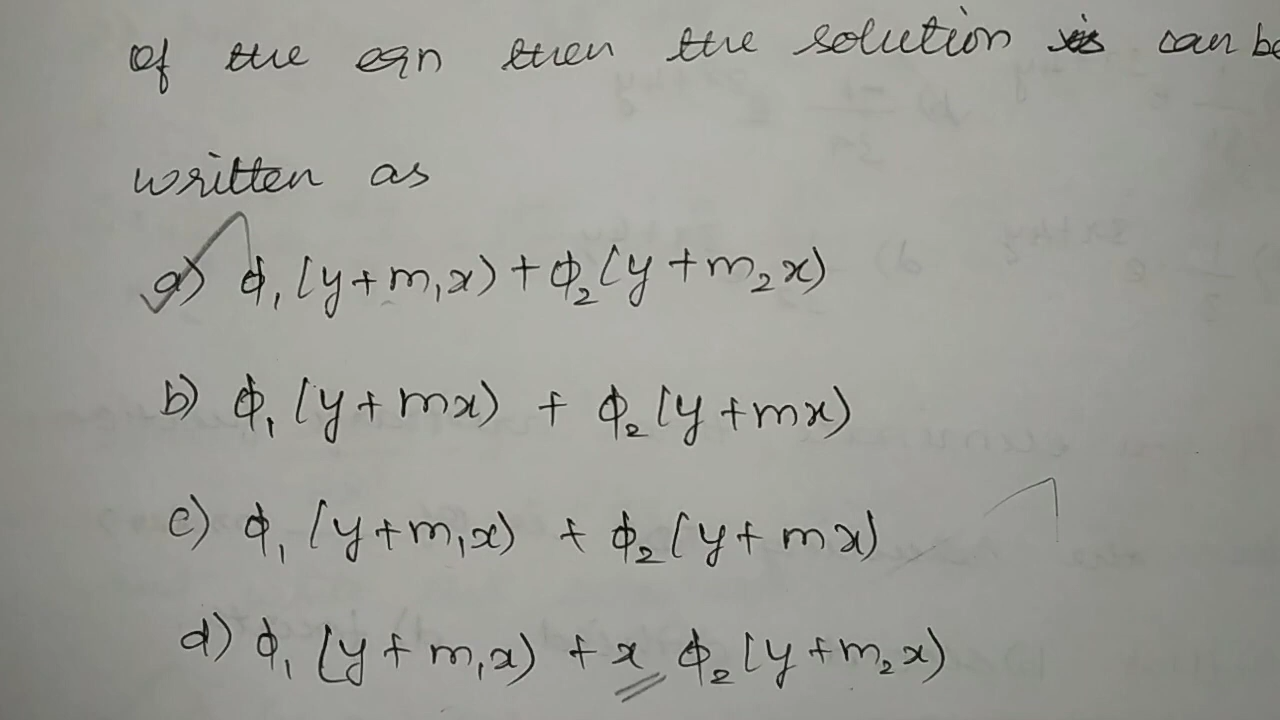 of the eqn then the solution can be
written as
a) ϕ₁(y+m₁x)+ϕ₂(y+m₂x)
b) ϕ₁(y+mx) + ϕ₂(y+mx)
c) ϕ₁(y+m₁x) + ϕ₂(y+mx)
d) ϕ₁(y+m₁x) + x ϕ₂(y+m₂x)